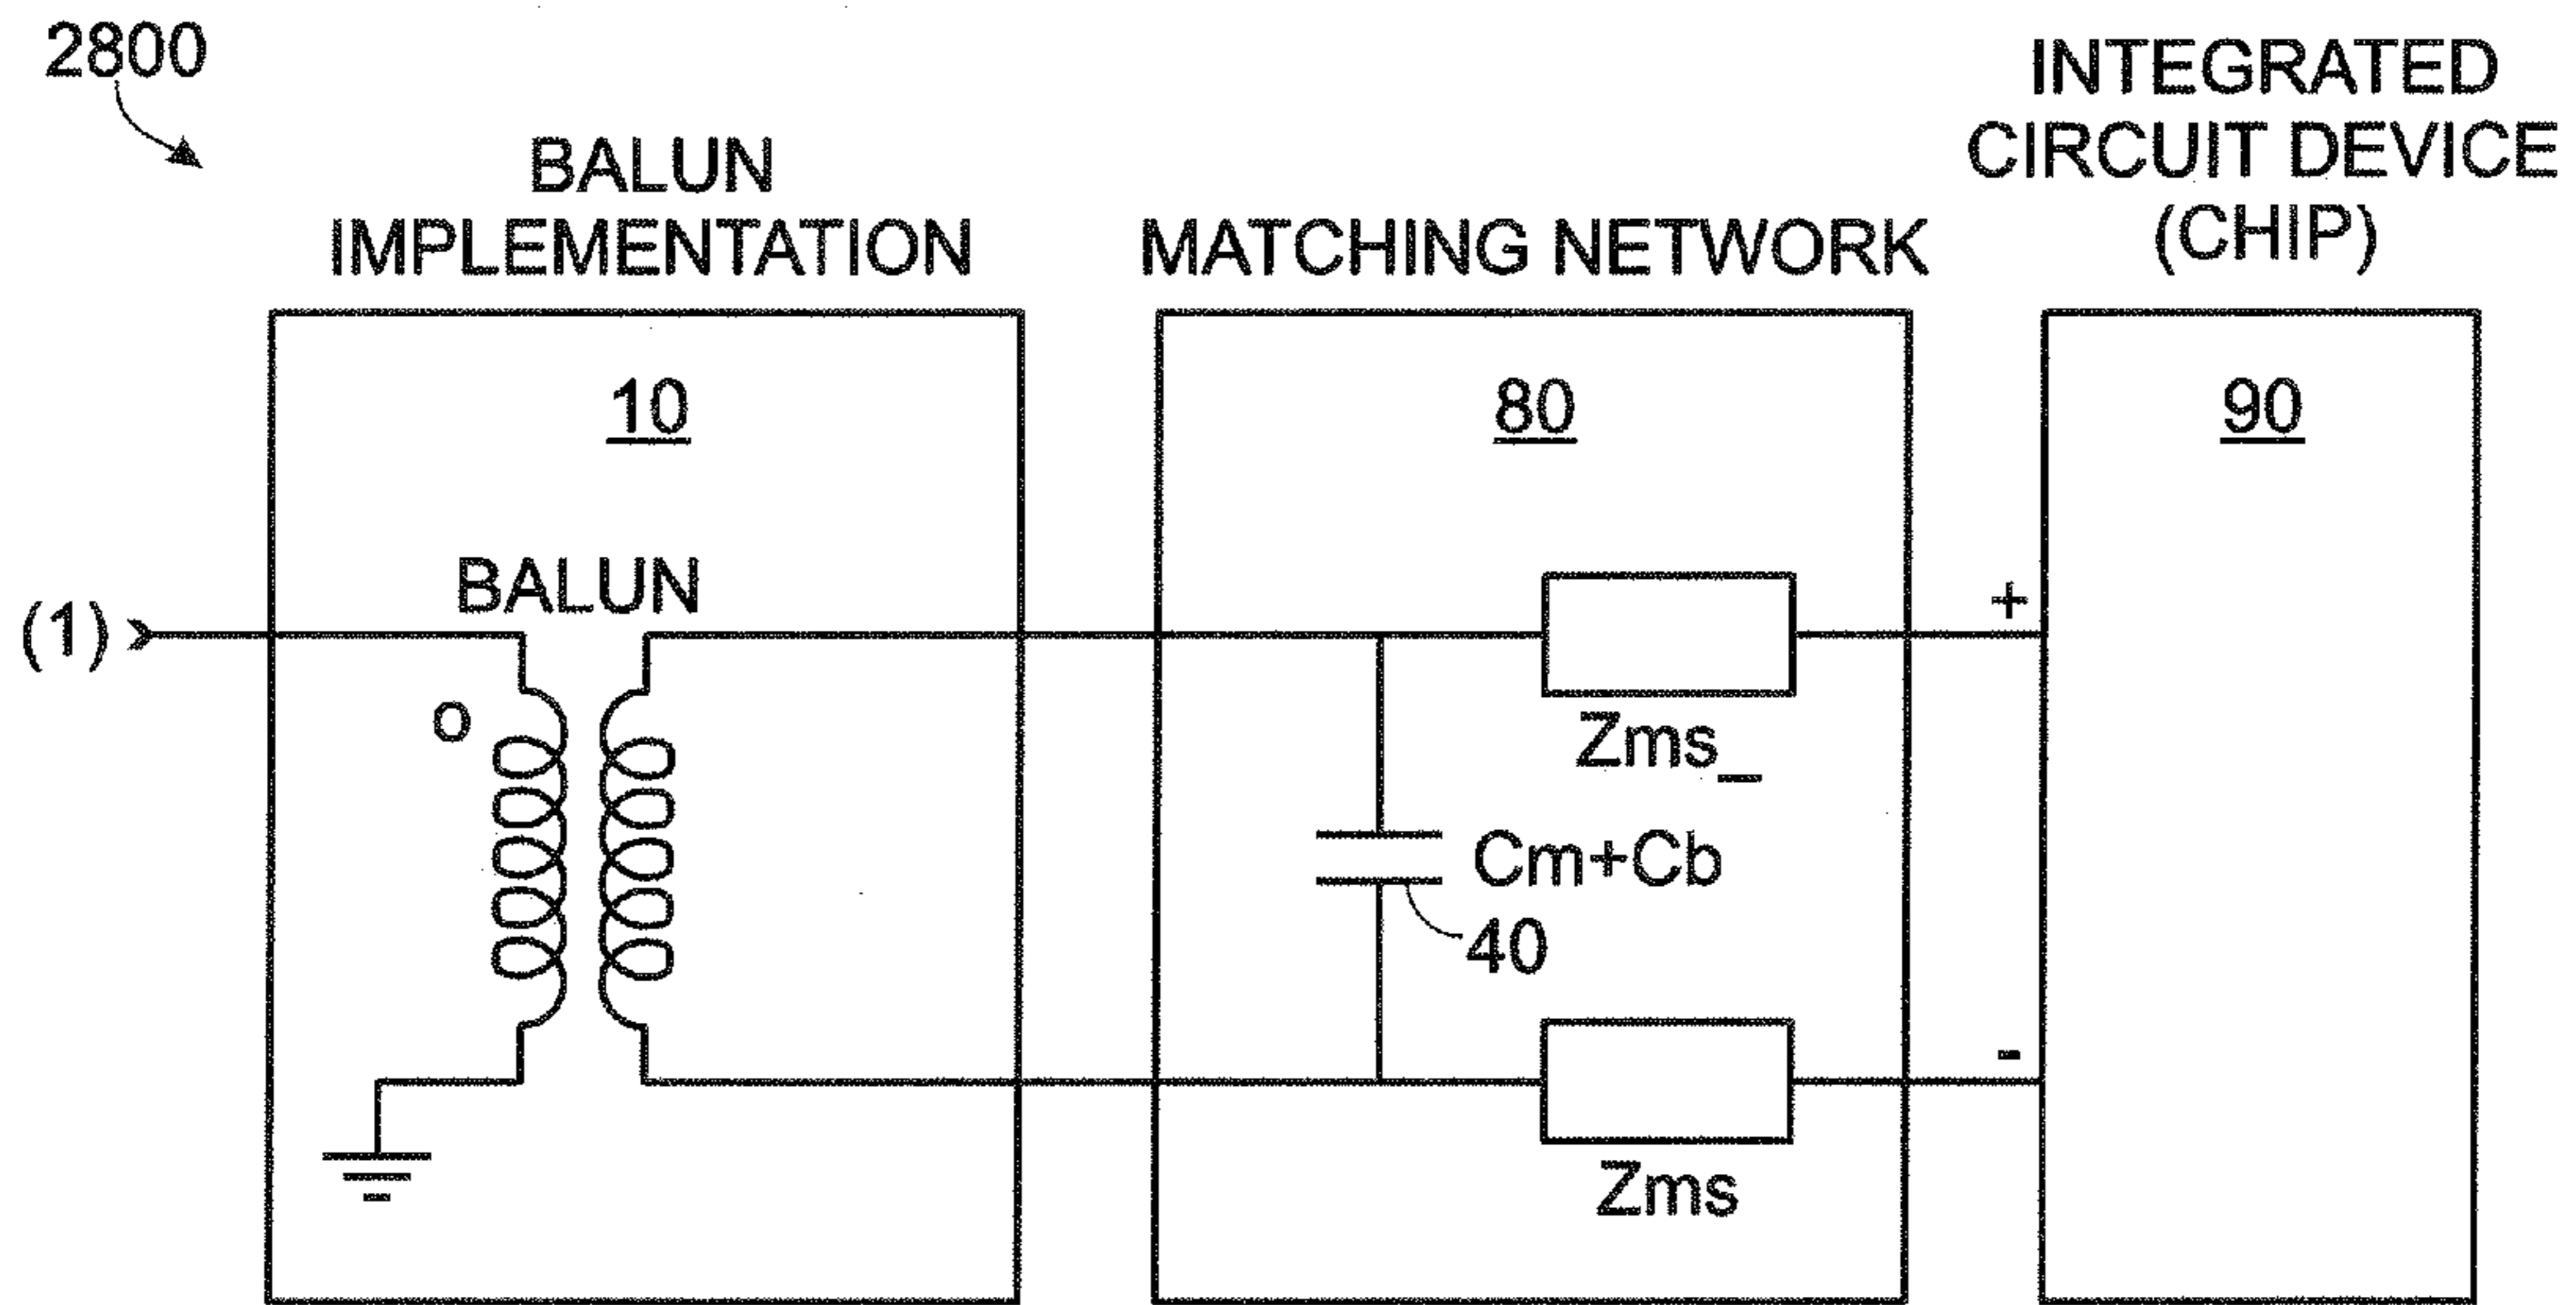 2800
BALUN
IMPLEMENTATION
MATCHING NETWORK
INTEGRATED
CIRCUIT DEVICE
(CHIP)
10
80
90
BALUN
(1)
+
Zms_
Cm+Cb
40
-
Zms